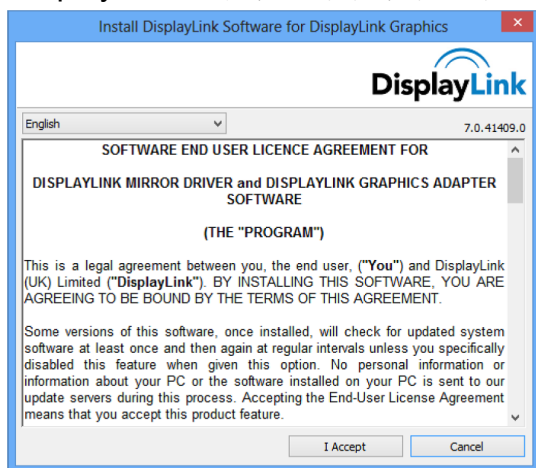 Install DisplayLink Software for DisplayLink Graphics
DisplayLink
English
7.0.41409.0
SOFTWARE END USER LICENCE AGREEMENT FOR
DISPLAYLINK MIRROR DRIVER and DISPLAYLINK GRAPHICS ADAPTER
SOFTWARE
(THE "PROGRAM")
This is a legal agreement between you, the end user, ("You") and DisplayLink
(UK) Limited ("DisplayLink"). BY INSTALLING THIS SOFTWARE, YOU ARE
AGREEING TO BE BOUND BY THE TERMS OF THIS AGREEMENT.
Some versions of this software, once installed, will check for updated system
software at least once and then again at regular intervals unless you specifically
disabled this feature when given this option. No personal information or
information about your PC or the software installed on your PC is sent to our
update servers during this process. Accepting the End-User License Agreement
means that you accept this product feature.
I Accept
Cancel